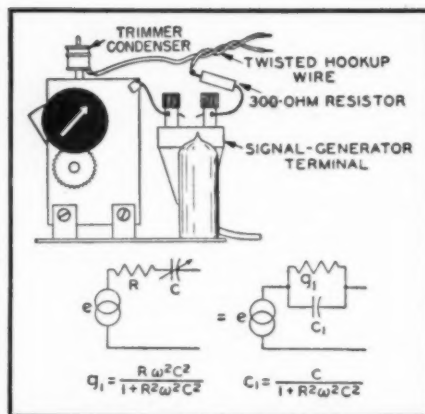 TRIMMER
CONDENSER
TWISTED HOOKUP
WIRE
300-OHM RESISTOR
SIGNAL-GENERATOR
TERMINAL
R C
e
=
e
g₁
C₁
g₁ = Rω²C² / 1+R²ω²C²
C₁ = C / 1+R²ω²C²